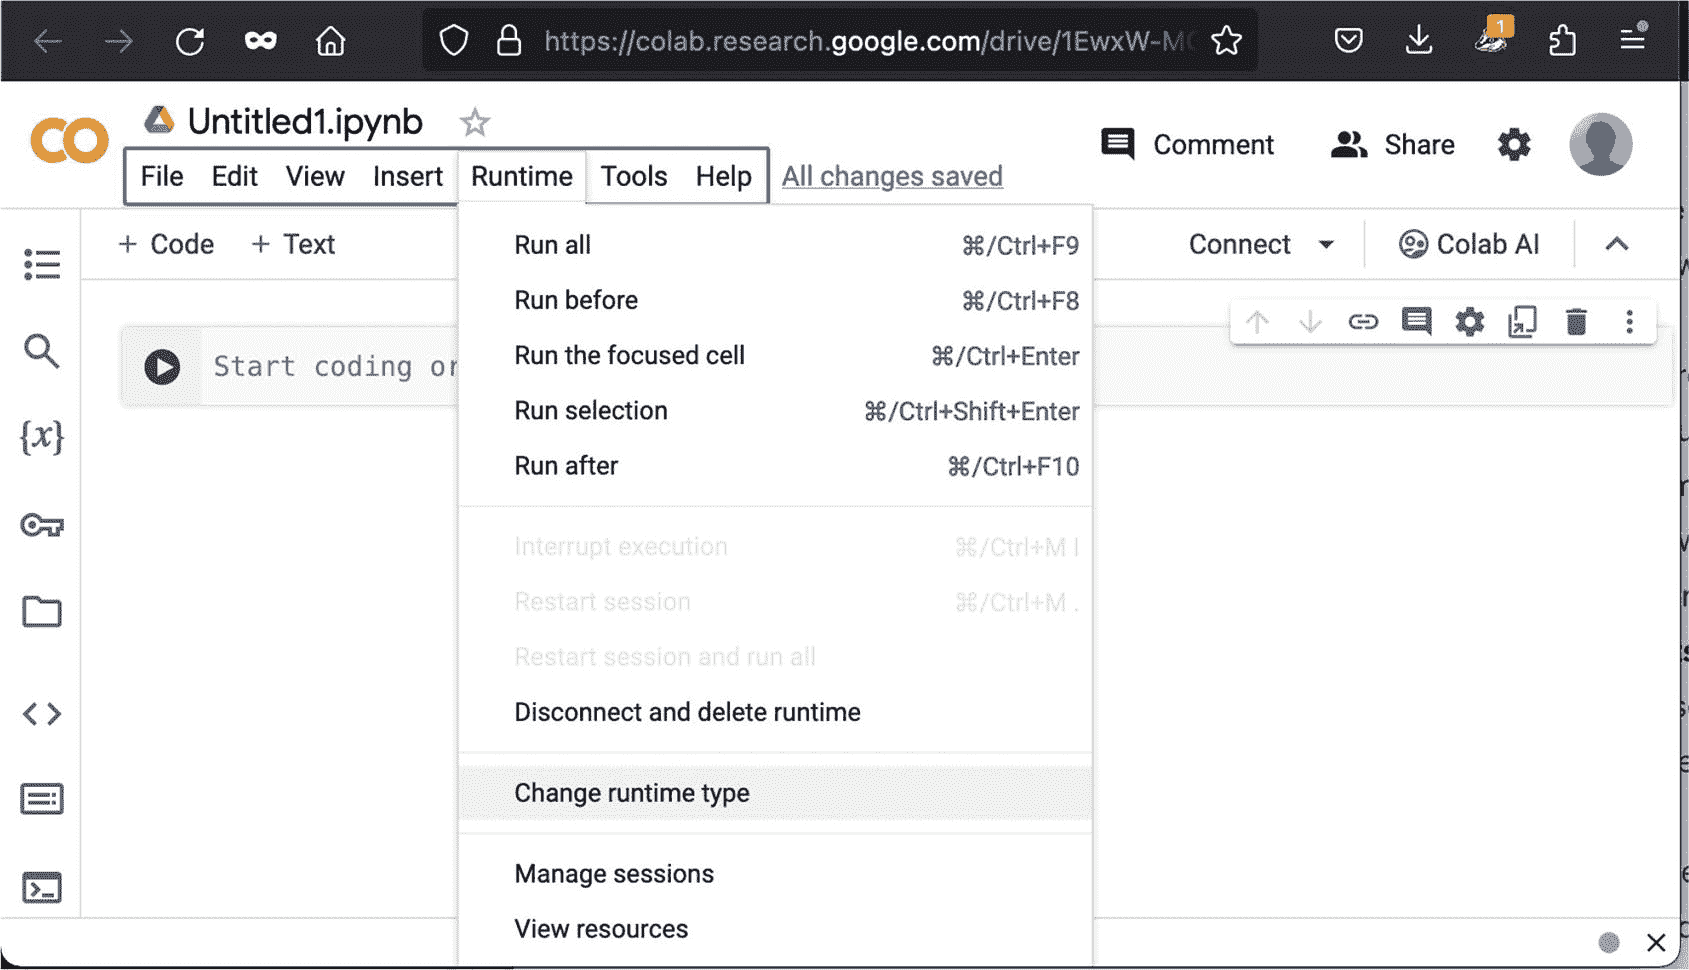 https://colab.research.google.com/drive/1EwxW-M
1
CO
Untitled1.ipynb
Comment
Share
File Edit View Insert Runtime Tools Help All changes saved
+ Code + Text
Connect
Colab AI
Run all ⌘/Ctrl+F9
Run before ⌘/Ctrl+F8
Run the focused cell ⌘/Ctrl+Enter
Start coding or
Run selection ⌘/Ctrl+Shift+Enter
{x}
Run after ⌘/Ctrl+F10
Interrupt execution ⌘/Ctrl+M I
Restart session ⌘/Ctrl+M .
Restart session and run all
Disconnect and delete runtime
Change runtime type
Manage sessions
View resources